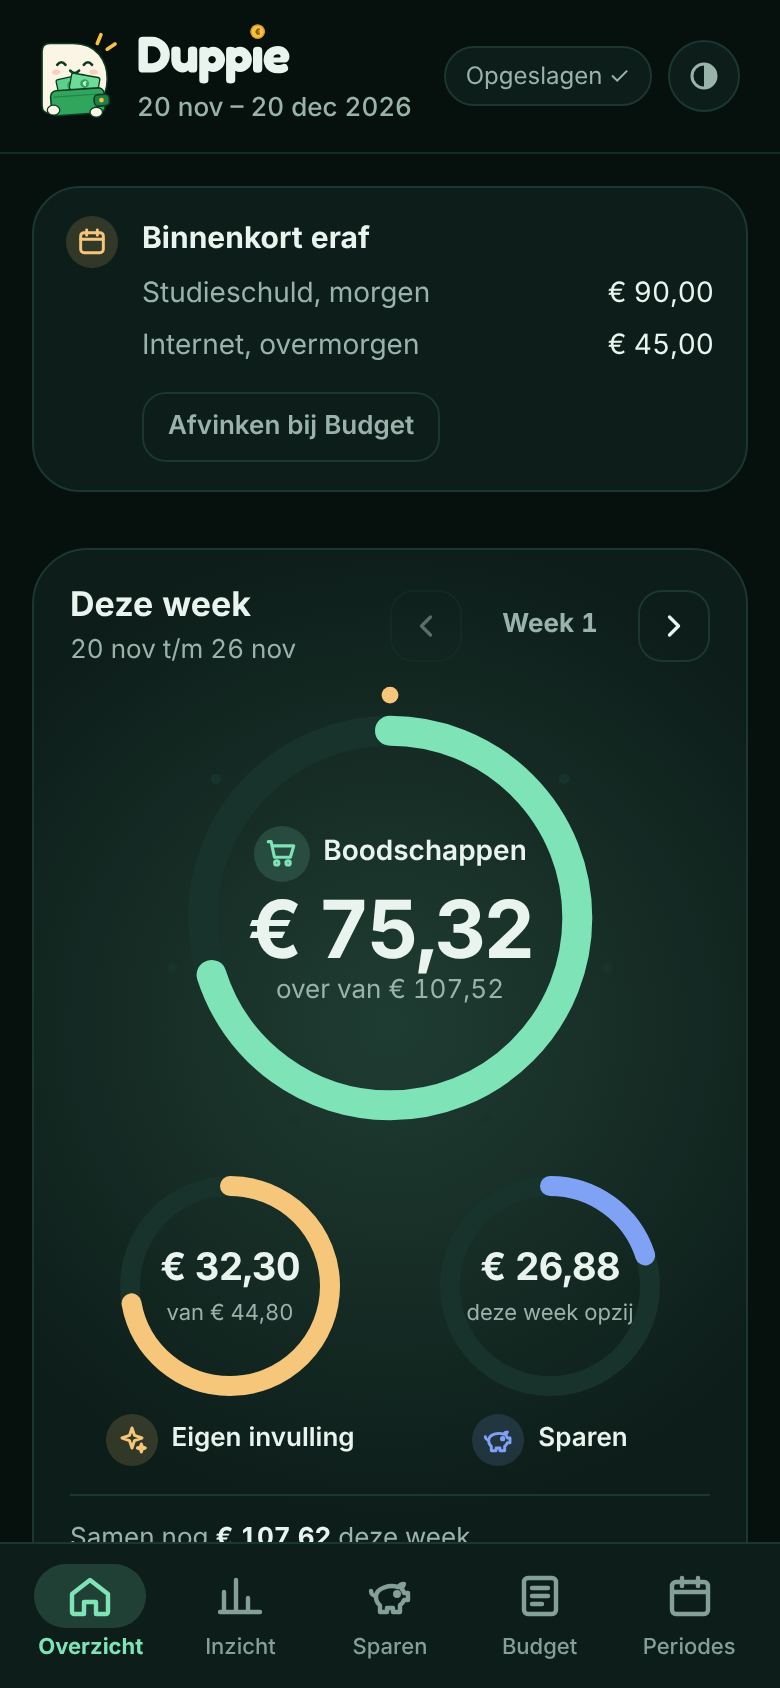 Duppie
20 nov – 20 dec 2026
Opgeslagen ✓
Binnenkort eraf
Studieschuld, morgen € 90,00
Internet, overmorgen € 45,00
Afvinken bij Budget
Deze week
20 nov t/m 26 nov
Week 1
Boodschappen
€ 75,32
over van € 107,52
€ 32,30
van € 44,80
Eigen invulling
€ 26,88
deze week opzij
Sparen
Samen nog € 107,62 deze week
Overzicht
Inzicht
Sparen
Budget
Periodes